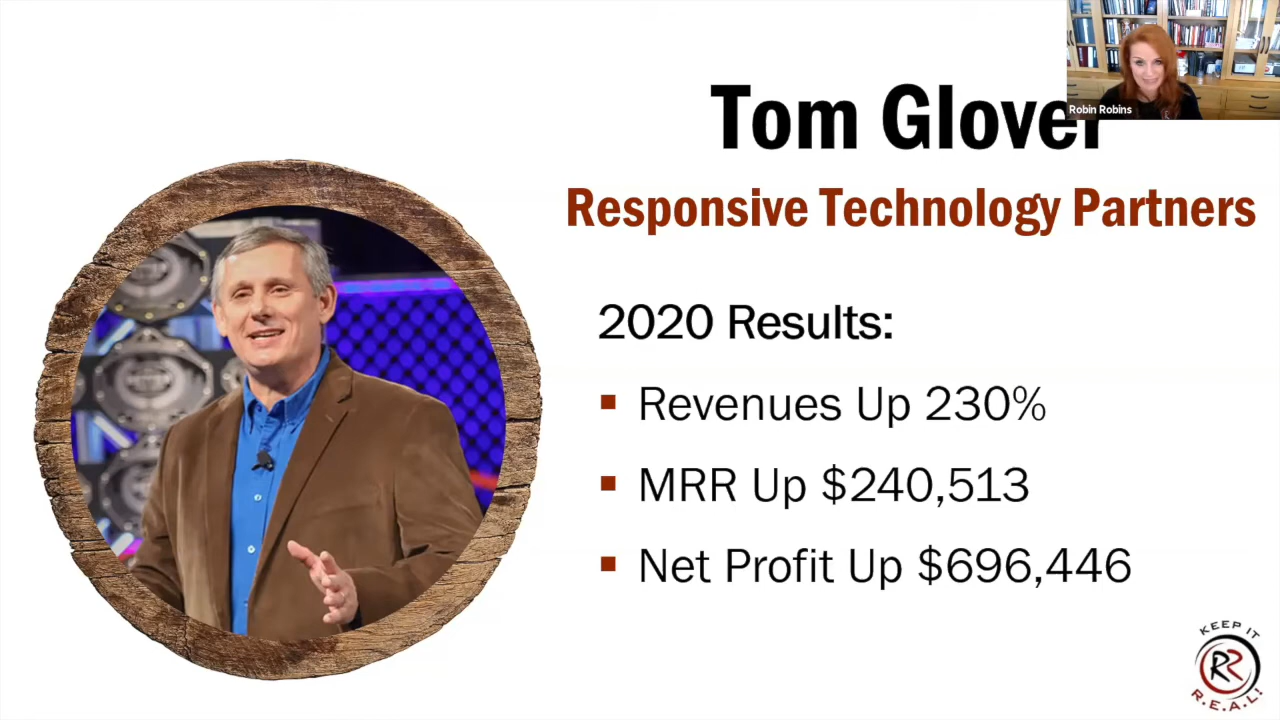 Robin Robins
Tom Glover
Responsive Technology Partners
2020 Results:
▪ Revenues Up 230%
▪ MRR Up $240,513
▪ Net Profit Up $696,446
KEEP IT
RR
R.E.A.L!